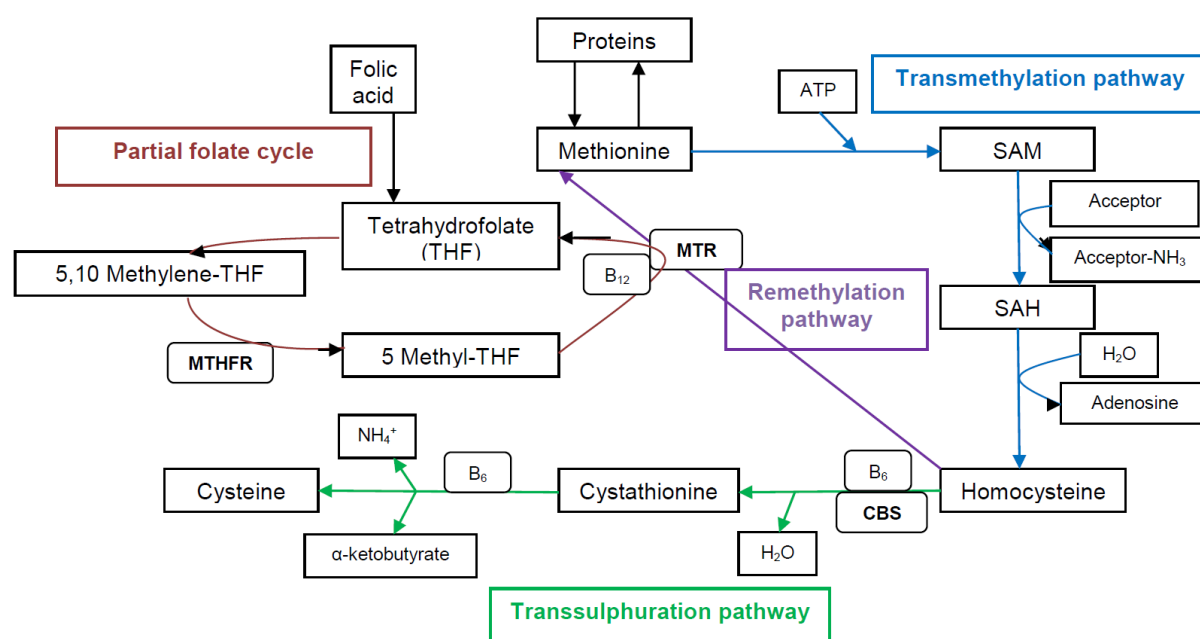 Proteins
Folic
acid
ATP
Transmethylation pathway
Partial folate cycle
Methionine
SAM
Acceptor
Tetrahydrofolate
(THF)
MTR
Acceptor-NH₃
5,10 Methylene-THF
B₁₂
Remethylation
pathway
SAH
MTHFR
5 Methyl-THF
H₂O
Adenosine
NH₄⁺
B₆
B₆
Cysteine
Cystathionine
CBS
Homocysteine
α-ketobutyrate
H₂O
Transsulphuration pathway